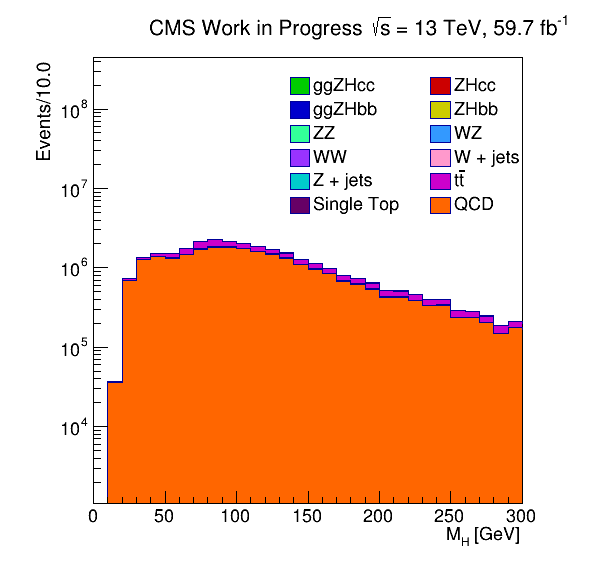 CMS Work in Progress √s = 13 TeV, 59.7 fb⁻¹
Events/10.0
ggZHcc ZHcc
ggZHbb ZHbb
ZZ WZ
WW W + jets
Z + jets tt̄
Single Top QCD
10⁸
10⁷
10⁶
10⁵
10⁴
0 50 100 150 200 250 300
M_H [GeV]